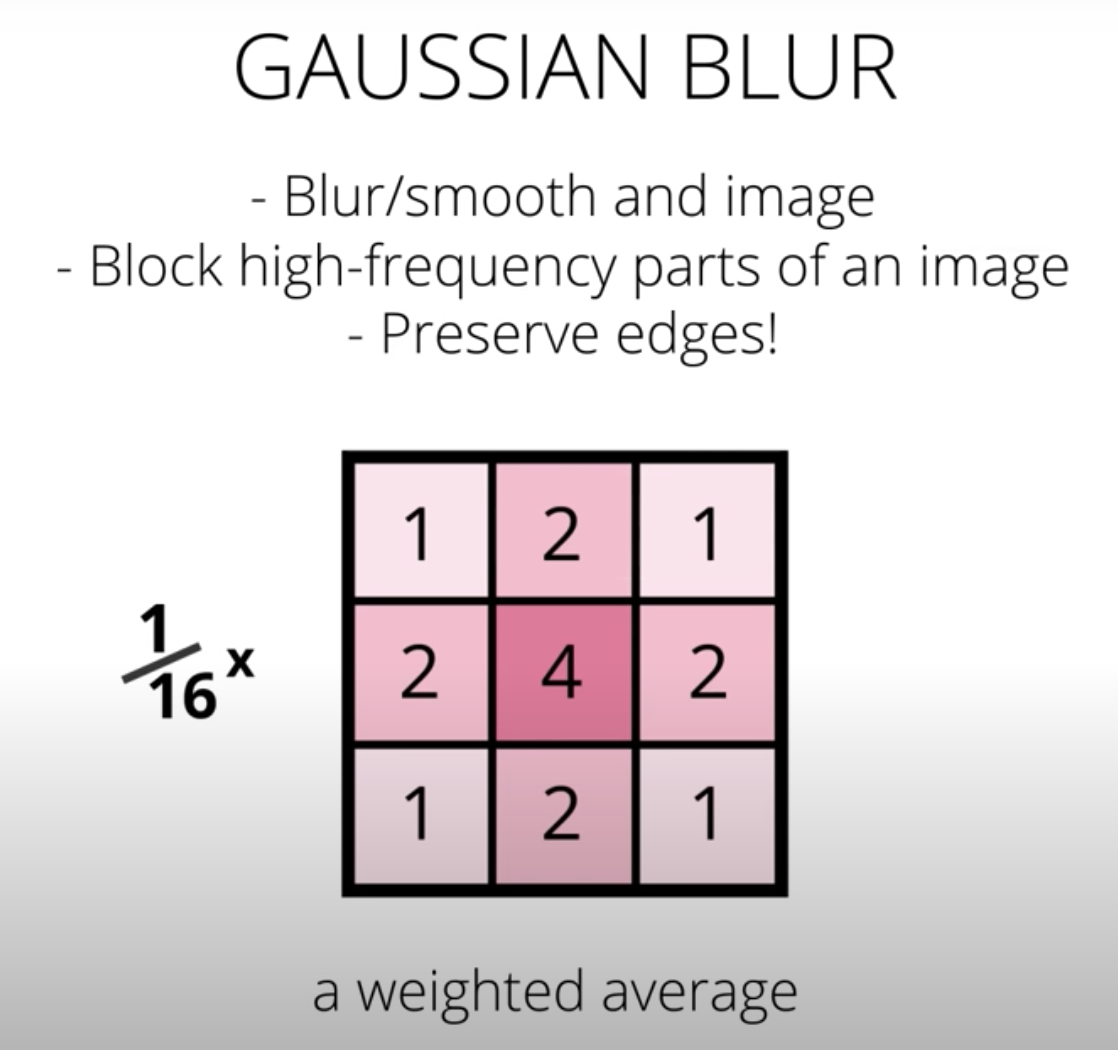 GAUSSIAN BLUR
- Blur/smooth and image
- Block high-frequency parts of an image
- Preserve edges!
1 2 1
1/16 x
2 4 2
1 2 1
a weighted average